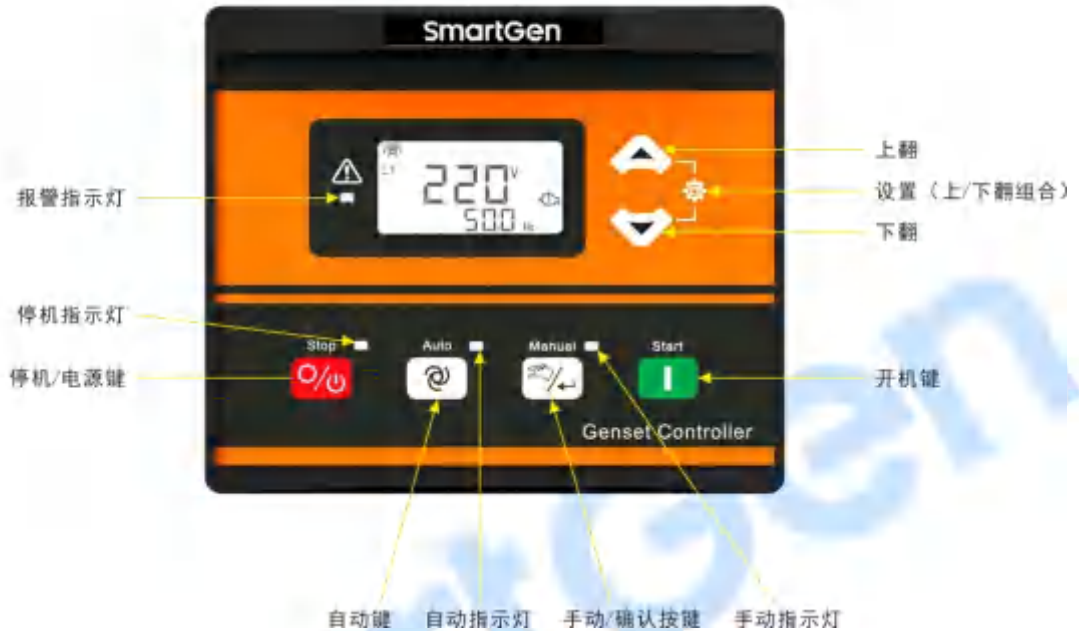 SmartGen
L1
220 V
50.0 Hz
上翻
设置（上/下翻组合）
下翻
报警指示灯
停机指示灯
停机/电源键
Stop
Auto
Manual
Start
开机键
Genset Controller
自动键
自动指示灯
手动/确认按键
手动指示灯